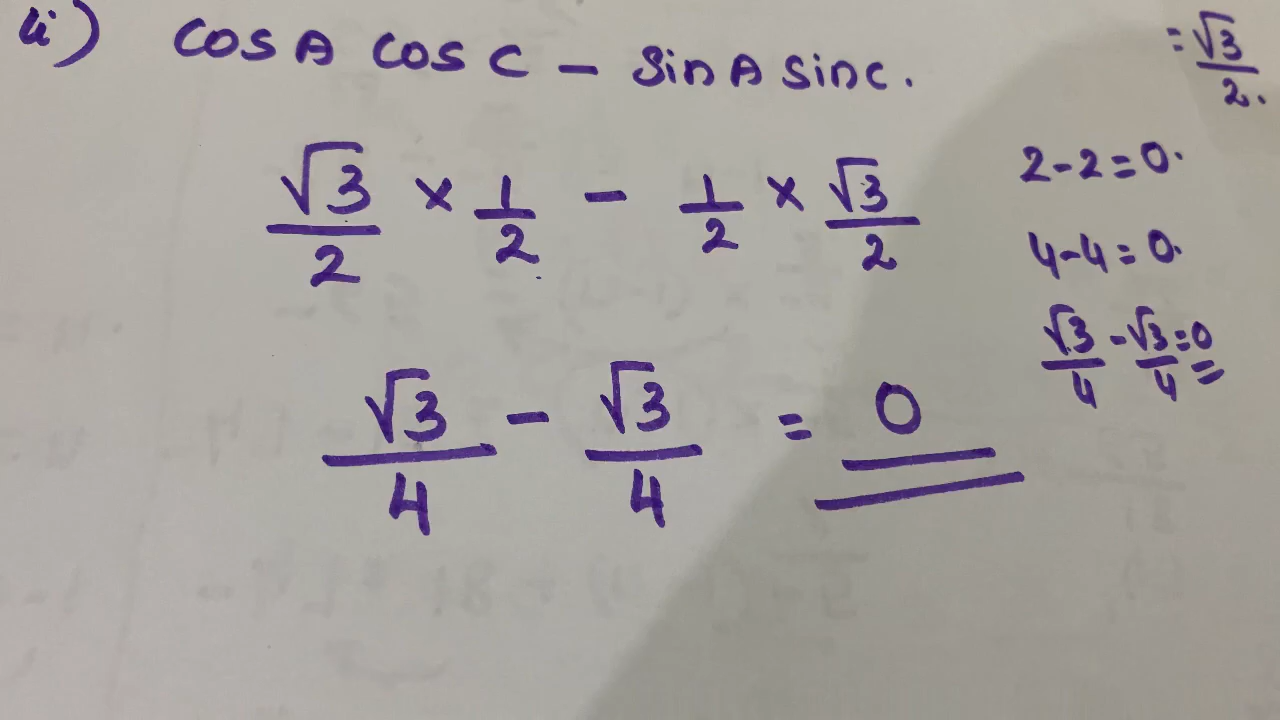 ii) cos A cos C - sin A sin C.
= √3/2.
√3/2 × 1/2 - 1/2 × √3/2
2-2=0.
4-4=0.
√3/4 - √3/4 = 0
√3/4 - √3/4 = 0